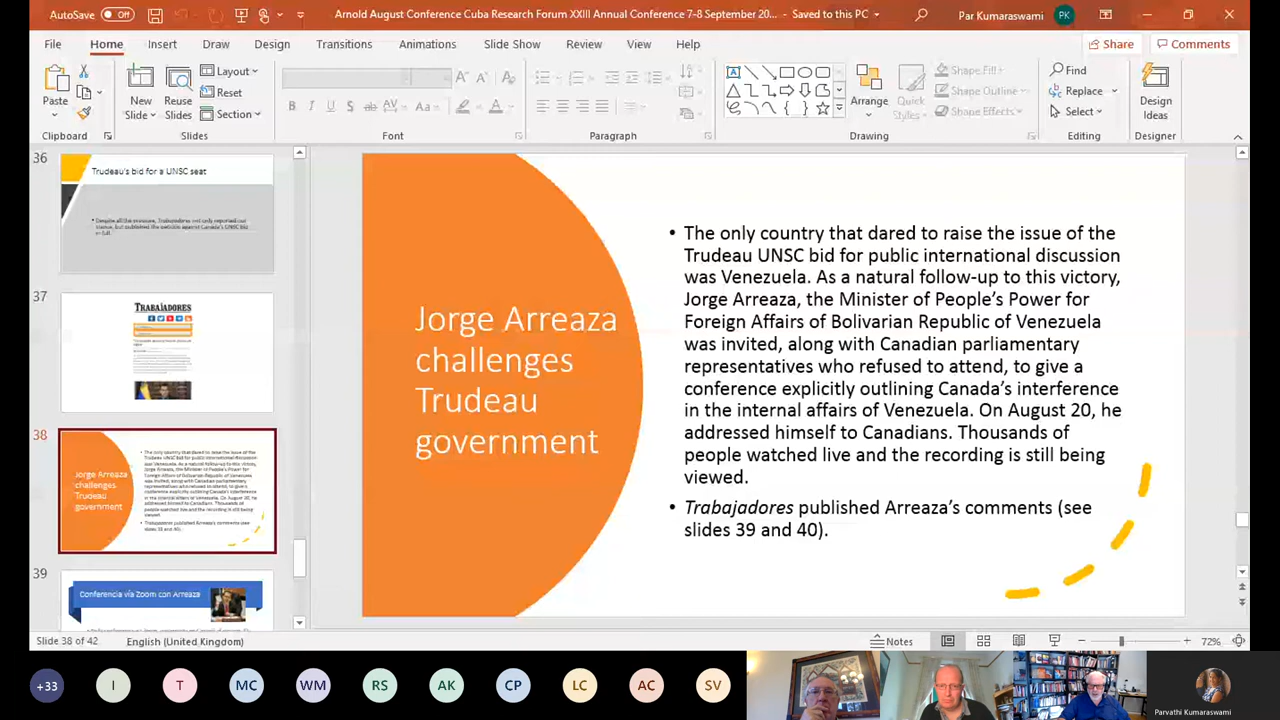 AutoSave Off
Arnold August Conference Cuba Research Forum XXIII Annual Conference 7-8 September 20... - Saved to this PC
Par Kumaraswami PK
File Home Insert Draw Design Transitions Animations Slide Show Review View Help Share Comments
Paste
New Slide
Reuse Slides
Layout
Reset
Section
Arrange
Quick Styles
Shape Fill
Shape Outline
Shape Effects
Find
Replace
Select
Design Ideas
Clipboard Slides Font Paragraph Drawing Editing Designer
36
Trudeau's bid for a UNSC seat
37
TRABAJADORES
38
Jorge Arreaza
challenges
Trudeau
government
39
Conferencia vía Zoom con Arreaza
Jorge Arreaza
challenges
Trudeau
government
• The only country that dared to raise the issue of the
Trudeau UNSC bid for public international discussion
was Venezuela. As a natural follow-up to this victory,
Jorge Arreaza, the Minister of People's Power for
Foreign Affairs of Bolivarian Republic of Venezuela
was invited, along with Canadian parliamentary
representatives who refused to attend, to give a
conference explicitly outlining Canada's interference
in the internal affairs of Venezuela. On August 20, he
addressed himself to Canadians. Thousands of
people watched live and the recording is still being
viewed.
• Trabajadores published Arreaza's comments (see
slides 39 and 40).
Slide 38 of 42 English (United Kingdom) Notes 72%
+33 I T MC WM RS AK CP LC AC SV
Parvathi Kumaraswami